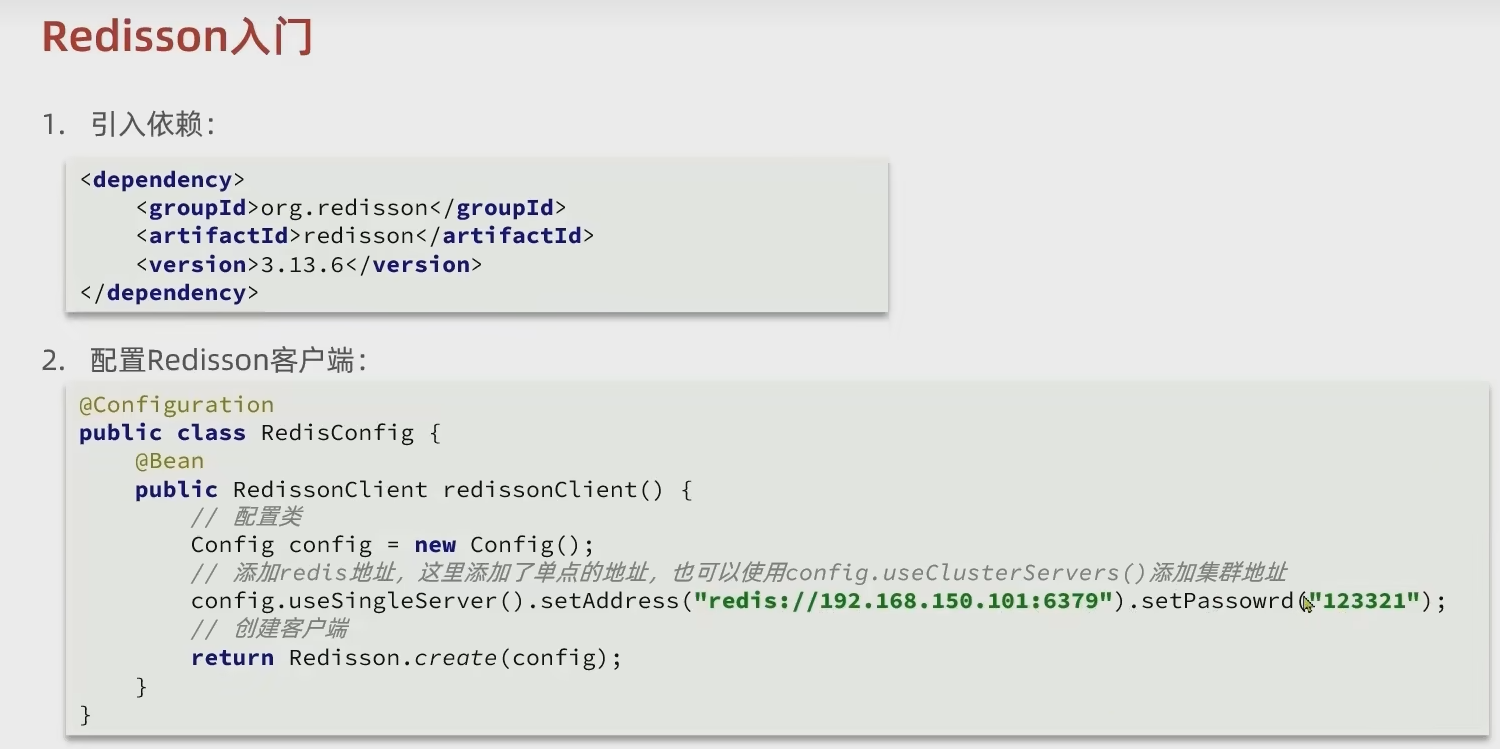 Redisson入门
1. 引入依赖：
<dependency>
    <groupId>org.redisson</groupId>
    <artifactId>redisson</artifactId>
    <version>3.13.6</version>
</dependency>
2. 配置Redisson客户端：
@Configuration
public class RedisConfig {
    @Bean
    public RedissonClient redissonClient() {
        // 配置类
        Config config = new Config();
        // 添加redis地址，这里添加了单点的地址，也可以使用config.useClusterServers()添加集群地址
        config.useSingleServer().setAddress("redis://192.168.150.101:6379").setPassowrd("123321");
        // 创建客户端
        return Redisson.create(config);
    }
}